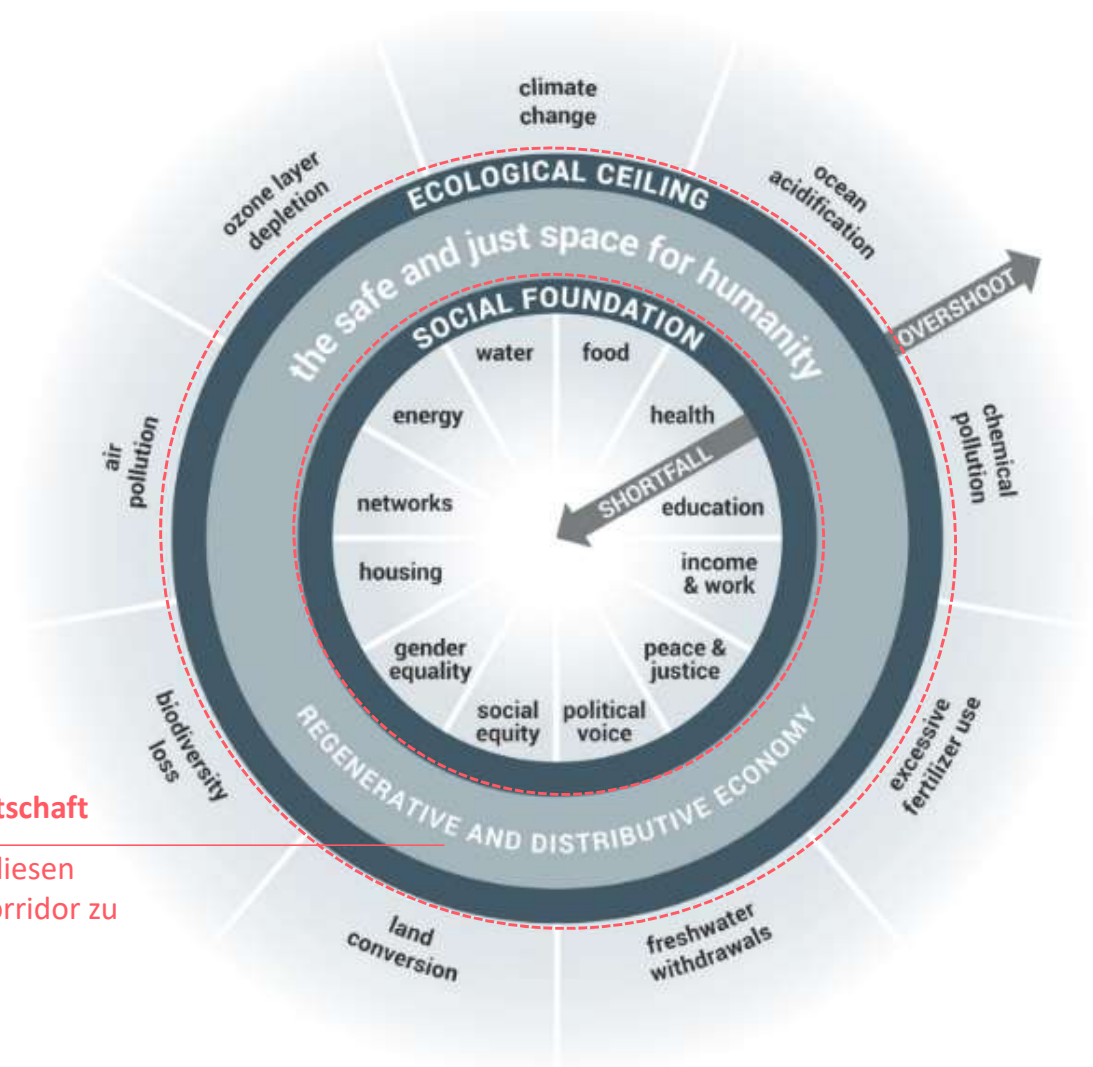 climate
change
ozone layer
depletion
ocean
acidification
ECOLOGICAL CEILING
the safe and just space for humanity
OVERSHOOT
SOCIAL FOUNDATION
water
food
energy
health
air
pollution
chemical
pollution
SHORTFALL
networks
education
housing
income
& work
gender
equality
peace &
justice
social
equity
political
voice
biodiversity
loss
excessive
fertilizer use
REGENERATIVE AND DISTRIBUTIVE ECONOMY
tschaft
diesen
orridor zu
land
conversion
freshwater
withdrawals